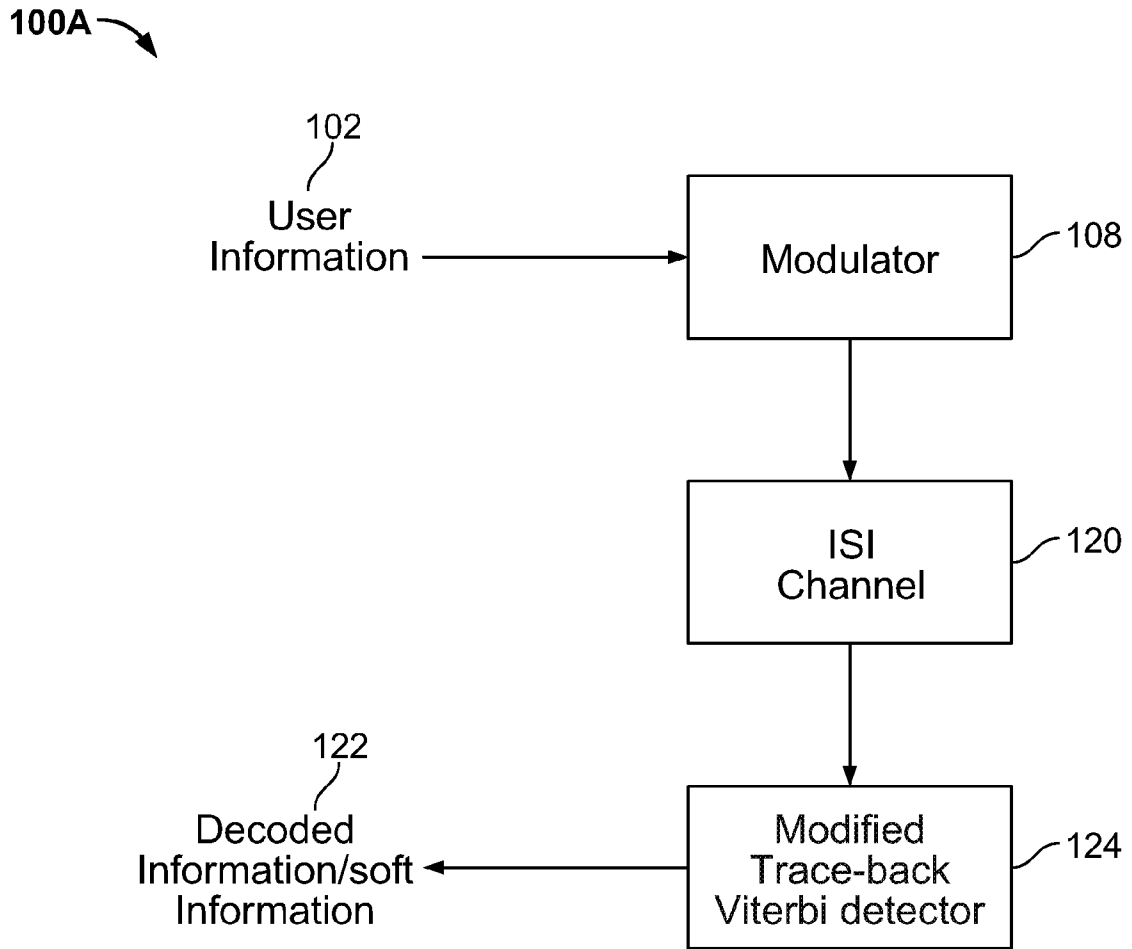 100A
102
User
Information
Modulator
108
ISI
Channel
120
122
Decoded
Information/soft
Information
Modified
Trace-back
Viterbi detector
124